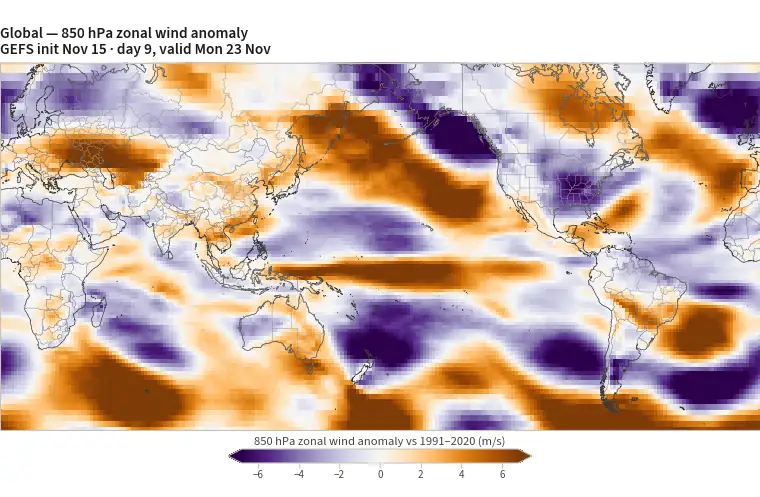 Global — 850 hPa zonal wind anomaly
GEFS init Nov 15 · day 9, valid Mon 23 Nov
850 hPa zonal wind anomaly vs 1991–2020 (m/s)
−6 −4 −2 0 2 4 6